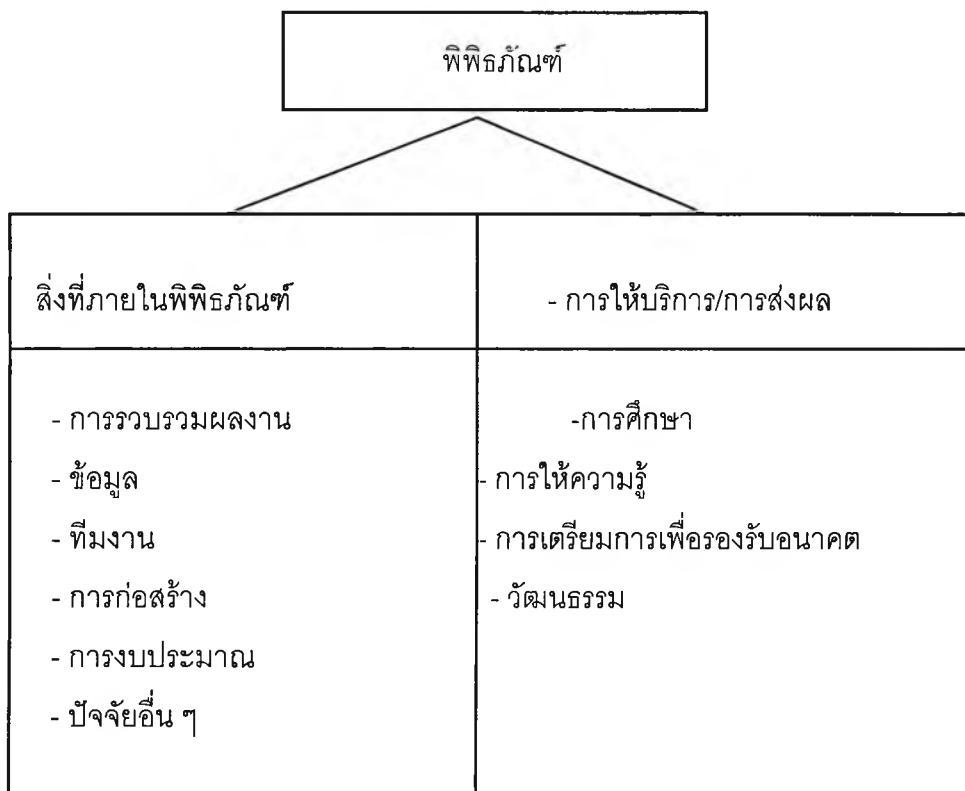 พิพิธภัณฑ์
สิ่งที่ภายในพิพิธภัณฑ์
- การให้บริการ/การส่งผล
- การรวบรวมผลงาน
- ข้อมูล
- ทีมงาน
- การก่อสร้าง
- การงบประมาณ
- ปัจจัยอื่น ๆ
-การศึกษา
- การให้ความรู้
- การเตรียมการเพื่อรองรับอนาคต
- วัฒนธรรม